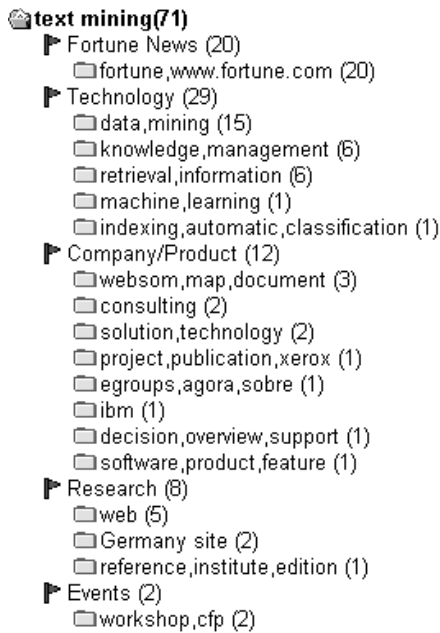 text mining(71)
Fortune News (20)
fortune,www.fortune.com (20)
Technology (29)
data,mining (15)
knowledge,management (6)
retrieval,information (6)
machine,learning (1)
indexing,automatic,classification (1)
Company/Product (12)
websom,map,document (3)
consulting (2)
solution,technology (2)
project,publication,xerox (1)
egroups,agora,sobre (1)
ibm (1)
decision,overview,support (1)
software,product,feature (1)
Research (8)
web (5)
Germany site (2)
reference,institute,edition (1)
Events (2)
workshop,cfp (2)